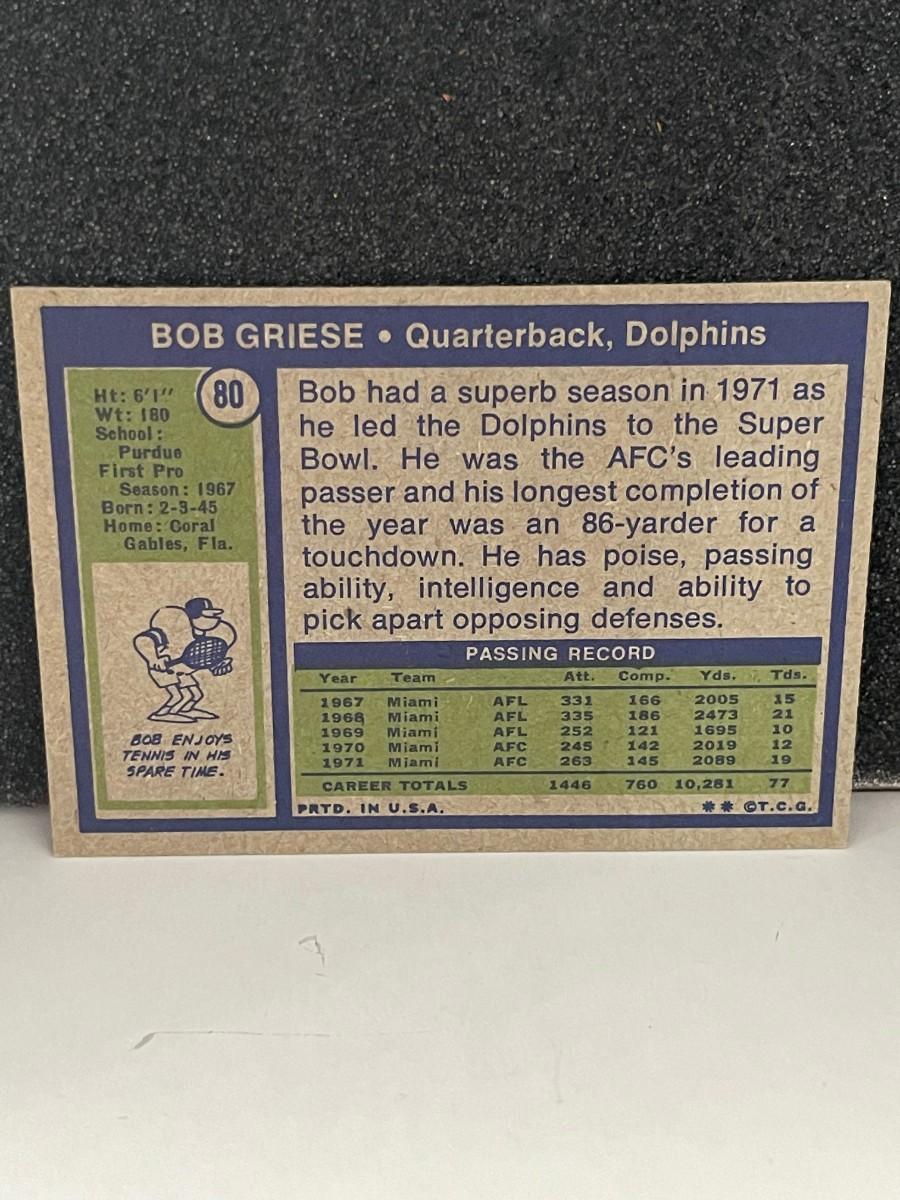 BOB GRIESE • Quarterback, Dolphins
80
Ht: 6'1"
Wt: 180
School:
Purdue
First Pro
Season: 1967
Born: 2-3-45
Home: Coral
Gables, Fla.
BOB ENJOYS
TENNIS IN HIS
SPARE TIME.
Bob had a superb season in 1971 as
he led the Dolphins to the Super
Bowl. He was the AFC's leading
passer and his longest completion of
the year was an 86-yarder for a
touchdown. He has poise, passing
ability, intelligence and ability to
pick apart opposing defenses.
PASSING RECORD
Year Team Att. Comp. Yds. Tds.
1967 Miami AFL 331 166 2005 15
1968 Miami AFL 335 186 2473 21
1969 Miami AFL 252 121 1695 10
1970 Miami AFC 245 142 2019 12
1971 Miami AFC 263 145 2089 19
CAREER TOTALS 1446 760 10,281 77
PRTD. IN U.S.A. ** ©T.C.G.